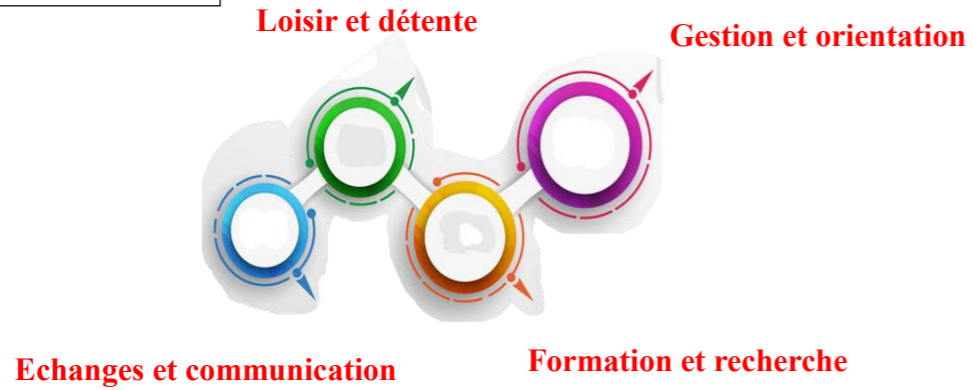 Loisir et détente
Gestion et orientation
Echanges et communication
Formation et recherche